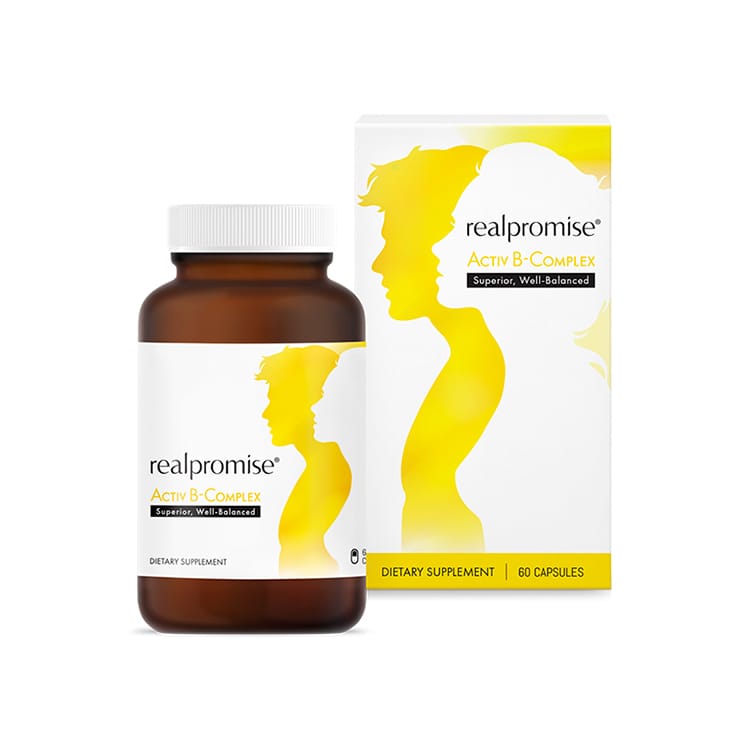 realpromise®
ACTIV B-COMPLEX
Superior, Well-Balanced
DIETARY SUPPLEMENT
realpromise®
ACTIV B-COMPLEX
Superior, Well-Balanced
DIETARY SUPPLEMENT | 60 CAPSULES